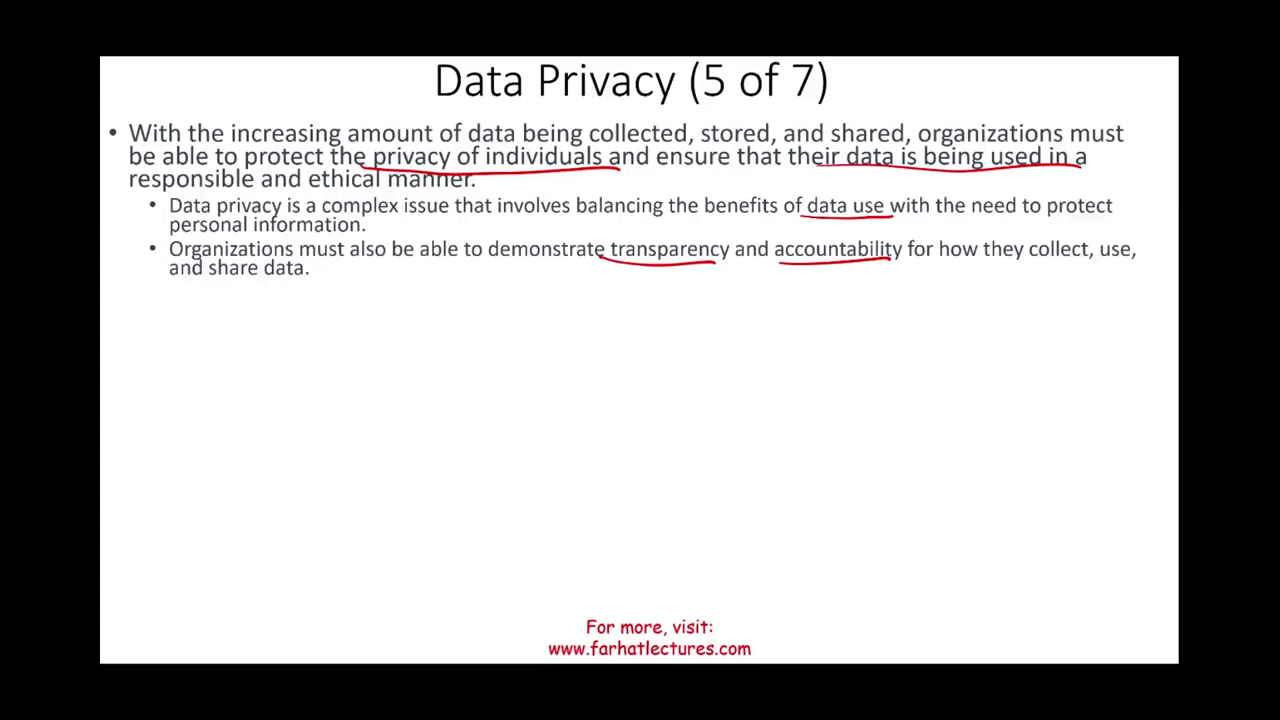 Data Privacy (5 of 7)
• With the increasing amount of data being collected, stored, and shared, organizations must
be able to protect the privacy of individuals and ensure that their data is being used in a
responsible and ethical manner.
• Data privacy is a complex issue that involves balancing the benefits of data use with the need to protect
personal information.
• Organizations must also be able to demonstrate transparency and accountability for how they collect, use,
and share data.
For more, visit:
www.farhatlectures.com